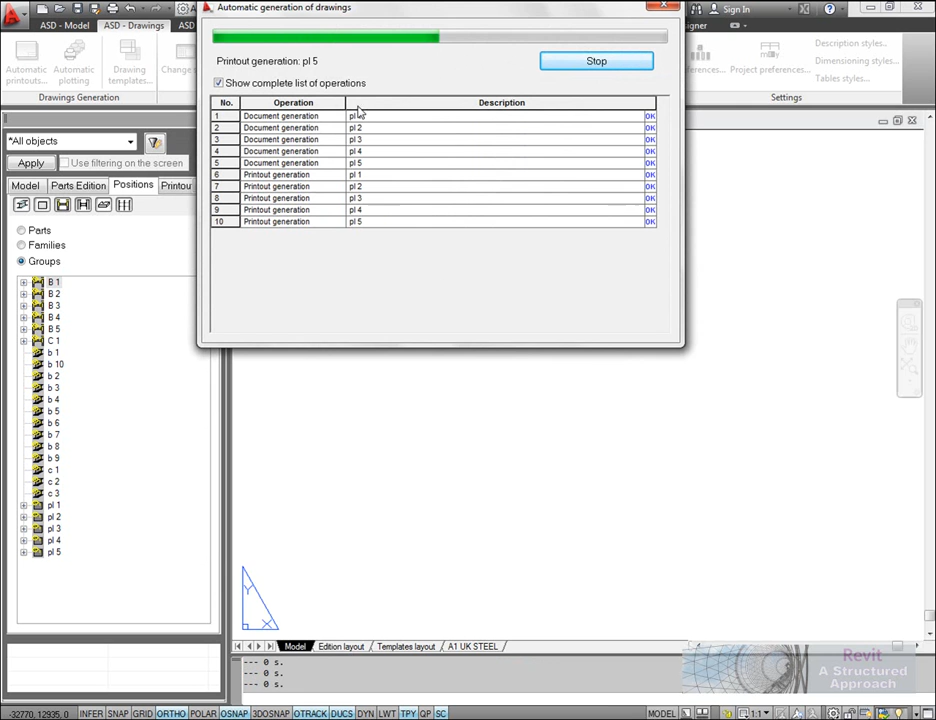 Automatic generation of drawings
Sign In
ASD - Model
ASD - Drawings
ASD
Automatic printouts...
Automatic plotting
Drawing templates...
Change s
Drawings Generation
Project preferences...
Description styles...
Dimensioning styles...
Tables styles...
Settings
Printout generation: pl 5
Stop
Show complete list of operations
No. Operation Description
1 Document generation OK
2 Document generation pl 2 OK
3 Document generation pl 3 OK
4 Document generation pl 4 OK
5 Document generation pl 5 OK
6 Printout generation pl 1 OK
7 Printout generation pl 2 OK
8 Printout generation pl 3 OK
9 Printout generation pl 4 OK
10 Printout generation pl 5 OK
*All objects
Apply Use filtering on the screen
Model Parts Edition Positions Printou
Parts
Families
Groups
B 1
B 2
B 3
B 4
B 5
C 1
b 1
b 10
b 2
b 3
b 4
b 5
b 6
b 7
b 8
b 9
c 1
c 2
c 3
pl 1
pl 2
pl 3
pl 4
pl 5
Y
X
Model Edition layout Templates layout A1 UK STEEL
--- 0 s.
--- 0 s.
--- 0 s.
Revit
A Structured
Approach
-32770, 12935, 0 INFER SNAP GRID ORTHO POLAR OSNAP 3DOSNAP OTRACK DUCS DYN LWT TPY QP SC MODEL 1:1